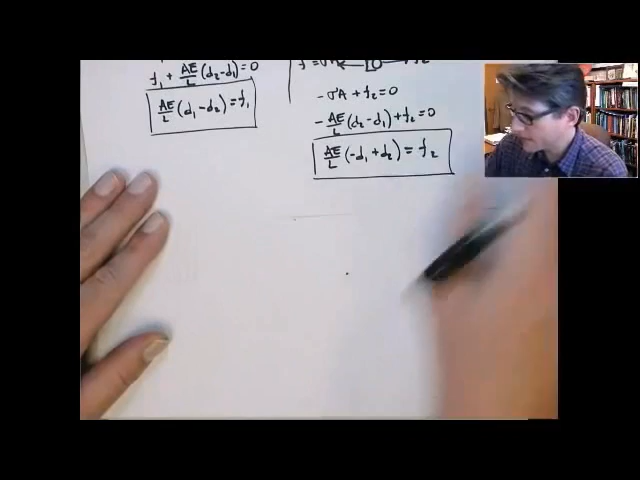 f₁ + AE/L (d₂-d₁) = 0
AE/L (d₁-d₂) = f₁
- σA + f₂ = 0
- AE/L (d₂-d₁) + f₂ = 0
AE/L (-d₁+d₂) = f₂